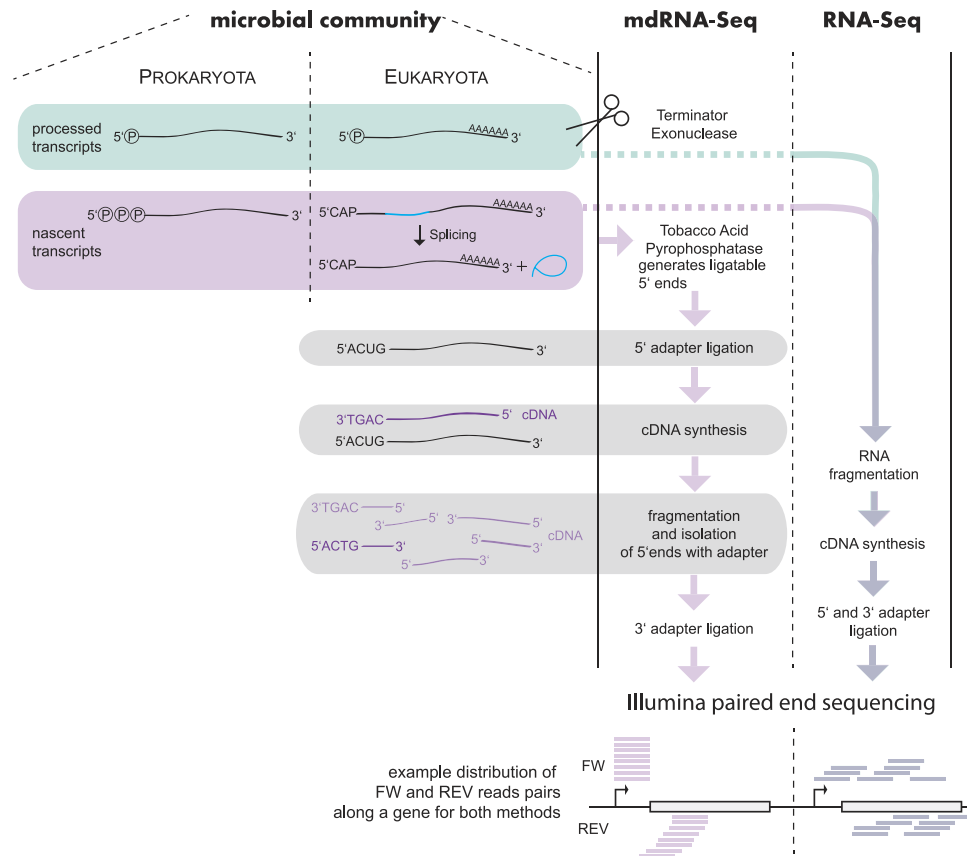 microbial community
mdRNA-Seq
RNA-Seq
PROKARYOTA
EUKARYOTA
processed
transcripts
5‘P
3‘
5‘P
AAAAAA
3‘
Terminator
Exonuclease
nascent
transcripts
5‘PPP
3‘
5‘CAP
AAAAAA
3‘
Splicing
5‘CAP
AAAAAA
3‘ +
Tobacco Acid
Pyrophosphatase
generates ligatable
5‘ ends
5‘ACUG
3‘
5‘ adapter ligation
3‘TGAC
5‘
cDNA
5‘ACUG
3‘
cDNA synthesis
RNA
fragmentation
3‘TGAC
5‘
3‘
5‘
3‘
5‘
cDNA
5‘ACTG
3‘
5‘
3‘
5‘
3‘
fragmentation
and isolation
of 5‘ends with adapter
cDNA synthesis
3‘ adapter ligation
5‘ and 3‘ adapter
ligation
Illumina paired end sequencing
example distribution of
FW and REV reads pairs
along a gene for both methods
FW
REV